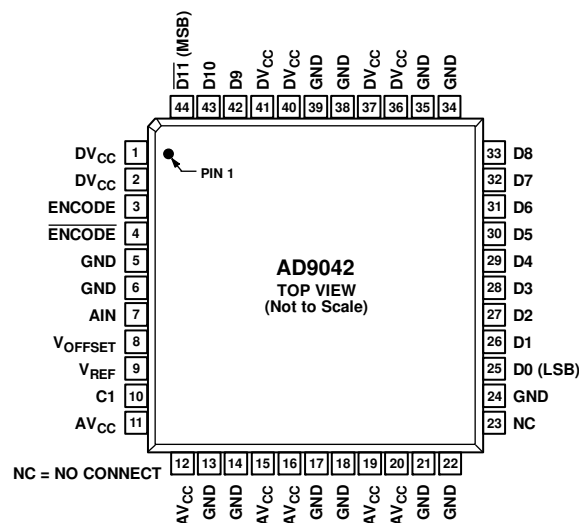 D11 (MSB)
D10
D9
DVCC
DVCC
GND
GND
DVCC
DVCC
GND
GND
44 43 42 41 40 39 38 37 36 35 34
DVCC 1
DVCC 2
ENCODE 3
ENCODE 4
GND 5
GND 6
AIN 7
VOFFSET 8
VREF 9
C1 10
AVCC 11
PIN 1
AD9042
TOP VIEW
(Not to Scale)
33 D8
32 D7
31 D6
30 D5
29 D4
28 D3
27 D2
26 D1
25 D0 (LSB)
24 GND
23 NC
NC = NO CONNECT
12 13 14 15 16 17 18 19 20 21 22
AVCC
GND
GND
AVCC
AVCC
GND
GND
AVCC
AVCC
GND
GND